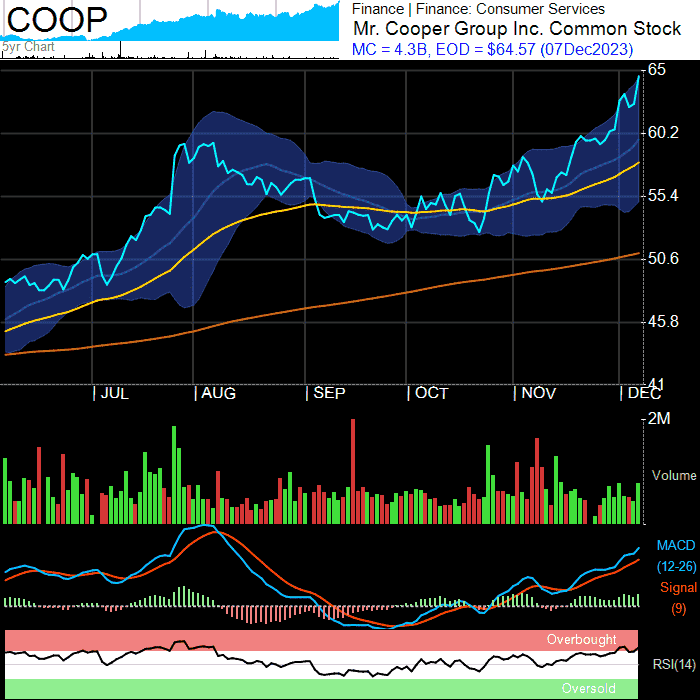 COOP
5yr Chart
Finance | Finance: Consumer Services
Mr. Cooper Group Inc. Common Stock
MC = 4.3B, EOD = $64.57 (07Dec2023)
65
60.2
55.4
50.6
45.8
41
JUL AUG SEP OCT NOV DEC
2M
Volume
MACD
(12-26)
Signal
(9)
Overbought
RSI(14)
Oversold